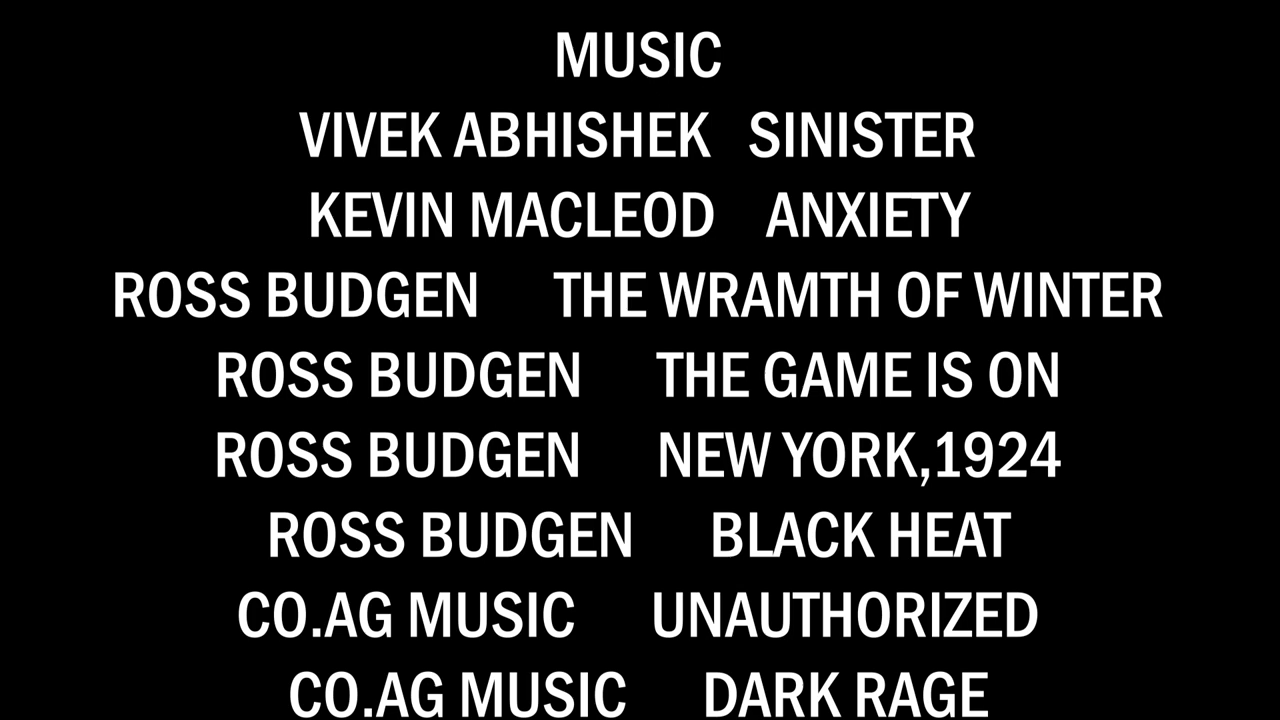 MUSIC
VIVEK ABHISHEK SINISTER
KEVIN MACLEOD ANXIETY
ROSS BUDGEN THE WRAMTH OF WINTER
ROSS BUDGEN THE GAME IS ON
ROSS BUDGEN NEW YORK,1924
ROSS BUDGEN BLACK HEAT
CO.AG MUSIC UNAUTHORIZED
CO.AG MUSIC DARK RAGE